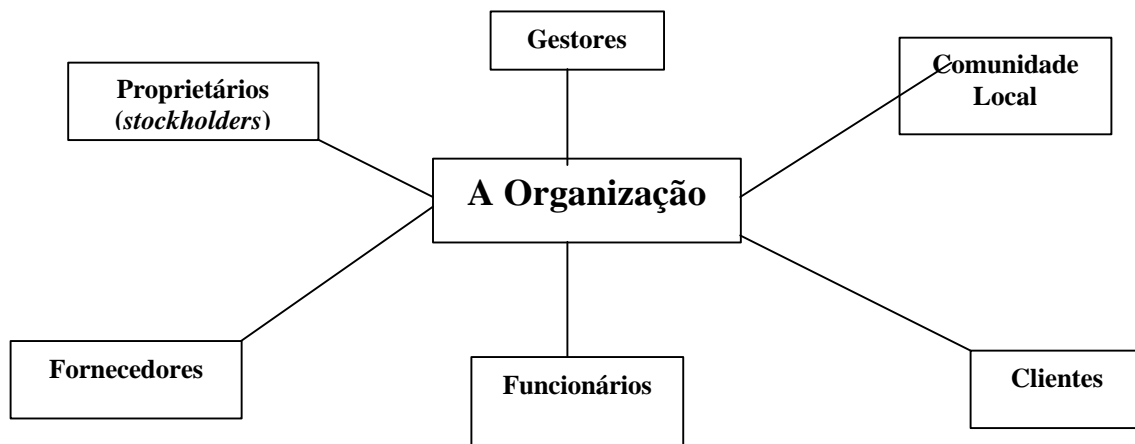 Gestores
Proprietários
(stockholders)
Comunidade
Local
A Organização
Fornecedores
Funcionários
Clientes